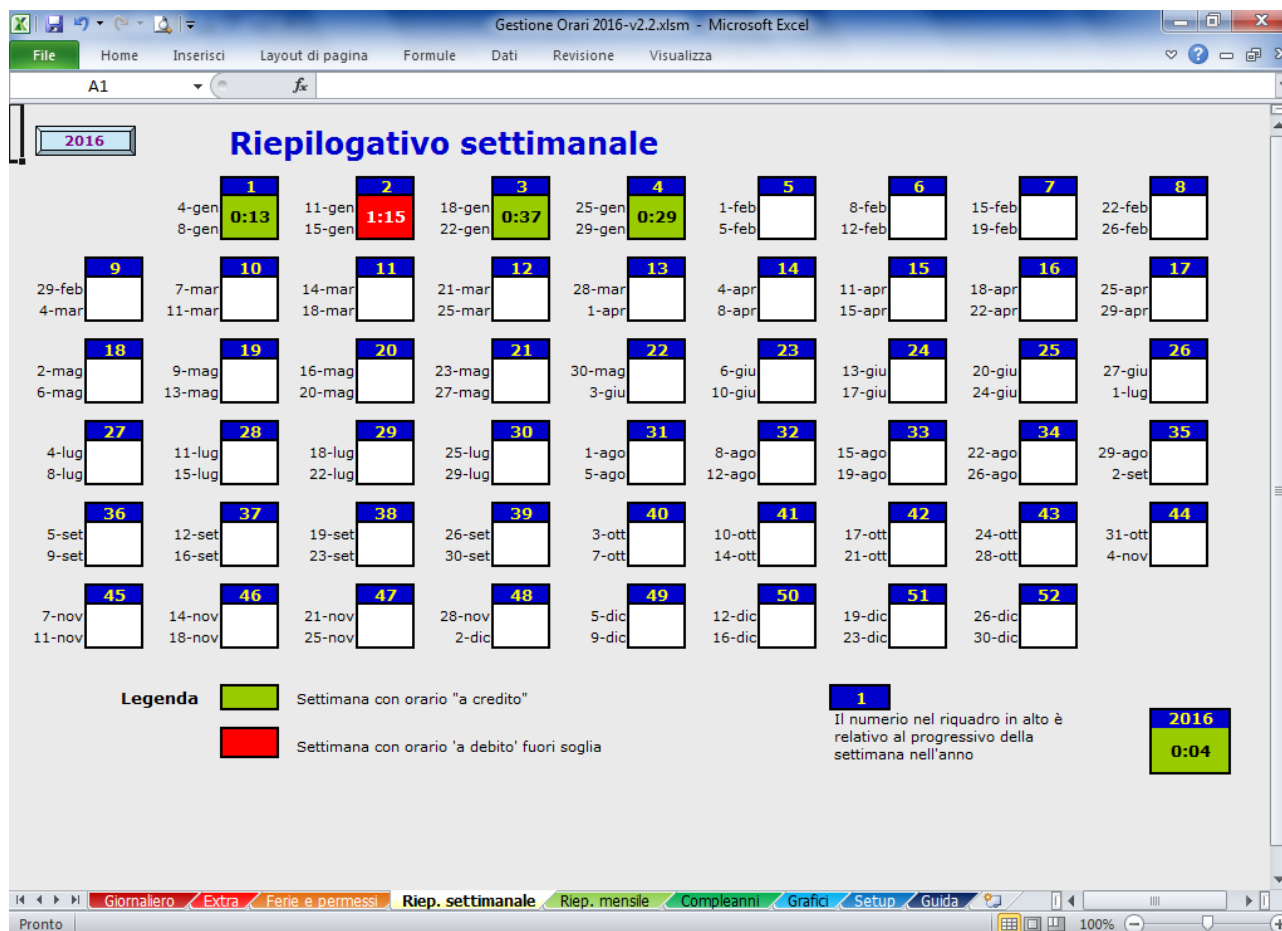 Gestione Orari 2016-v2.2.xlsm - Microsoft Excel
File Home Inserisci Layout di pagina Formule Dati Revisione Visualizza
A1 fx
2016 Riepilogativo settimanale
1 2 3 4 5 6 7 8
4-gen 0:13 11-gen 1:15 18-gen 0:37 25-gen 0:29 1-feb 8-feb 15-feb 22-feb
8-gen 15-gen 22-gen 29-gen 5-feb 12-feb 19-feb 26-feb
9 10 11 12 13 14 15 16 17
29-feb 7-mar 14-mar 21-mar 28-mar 4-apr 11-apr 18-apr 25-apr
4-mar 11-mar 18-mar 25-mar 1-apr 8-apr 15-apr 22-apr 29-apr
18 19 20 21 22 23 24 25 26
2-mag 9-mag 16-mag 23-mag 30-mag 6-giu 13-giu 20-giu 27-giu
6-mag 13-mag 20-mag 27-mag 3-giu 10-giu 17-giu 24-giu 1-lug
27 28 29 30 31 32 33 34 35
4-lug 11-lug 18-lug 25-lug 1-ago 8-ago 15-ago 22-ago 29-ago
8-lug 15-lug 22-lug 29-lug 5-ago 12-ago 19-ago 26-ago 2-set
36 37 38 39 40 41 42 43 44
5-set 12-set 19-set 26-set 3-ott 10-ott 17-ott 24-ott 31-ott
9-set 16-set 23-set 30-set 7-ott 14-ott 21-ott 28-ott 4-nov
45 46 47 48 49 50 51 52
7-nov 14-nov 21-nov 28-nov 5-dic 12-dic 19-dic 26-dic
11-nov 18-nov 25-nov 2-dic 9-dic 16-dic 23-dic 30-dic
Legenda Settimana con orario "a credito"
Settimana con orario 'a debito' fuori soglia
1
Il numerio nel riquadro in alto è
relativo al progressivo della
settimana nell'anno
2016
0:04
Giornaliero Extra Ferie e permessi Riep. settimanale Riep. mensile Compleanni Grafici Setup Guida
Pronto 100%